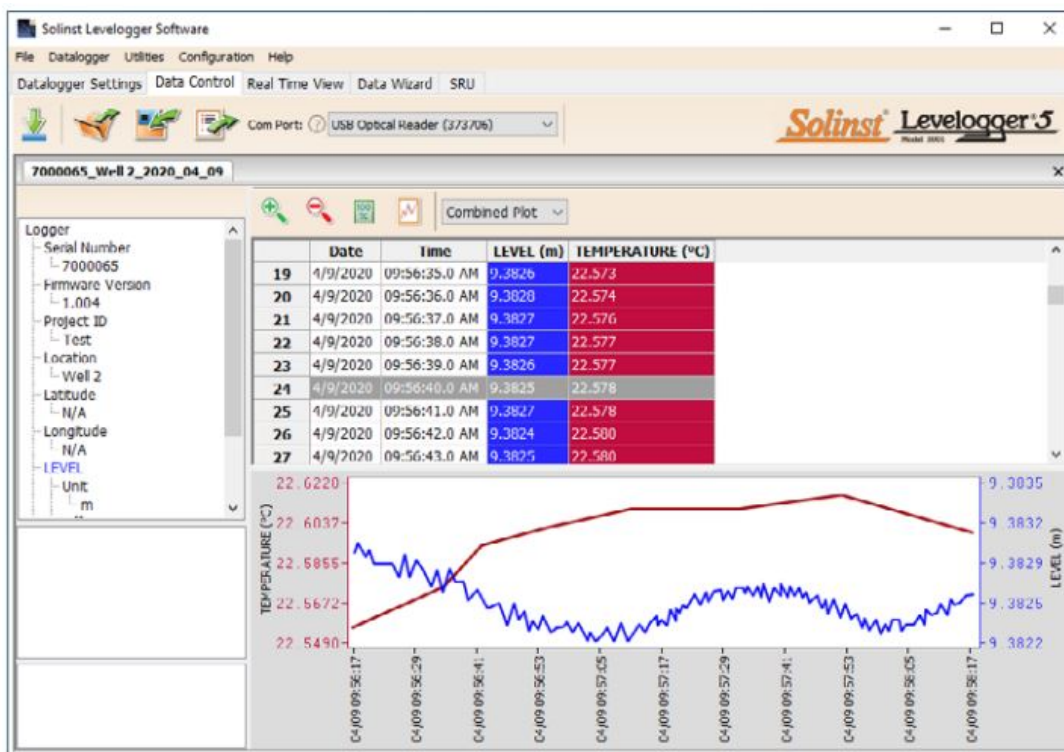 Solinst Levelogger Software
File Datalogger Utilities Configuration Help
Datalogger Settings Data Control Real Time View Data Wizard SRU
Com Port: ? USB Optical Reader (373706)
Solinst Levelogger 5
7000065_Well 2_2020_04_09
Combined Plot
Logger
Serial Number
7000065
Firmware Version
1.004
Project ID
Test
Location
Well 2
Latitude
N/A
Longitude
N/A
LEVEL
Unit
m
Date Time LEVEL (m) TEMPERATURE (ºC)
19 4/9/2020 09:56:35.0 AM 9.3826 22.573
20 4/9/2020 09:56:36.0 AM 9.3828 22.574
21 4/9/2020 09:56:37.0 AM 9.3827 22.576
22 4/9/2020 09:56:38.0 AM 9.3827 22.577
23 4/9/2020 09:56:39.0 AM 9.3826 22.577
24 4/9/2020 09:56:40.0 AM 9.3825 22.578
25 4/9/2020 09:56:41.0 AM 9.3827 22.578
26 4/9/2020 09:56:42.0 AM 9.3824 22.580
27 4/9/2020 09:56:43.0 AM 9.3825 22.580
TEMPERATURE (ºC)
22.6220
22.6037
22.5855
22.5672
22.5490
9.3835
9.3832
9.3829
9.3825
9.3822
LEVEL (m)
04/09 09:56:17
04/09 09:56:29
04/09 09:56:41
04/09 09:56:53
04/09 09:57:05
04/09 09:57:17
04/09 09:57:29
04/09 09:57:41
04/09 09:57:53
04/09 09:58:05
04/09 09:58:17